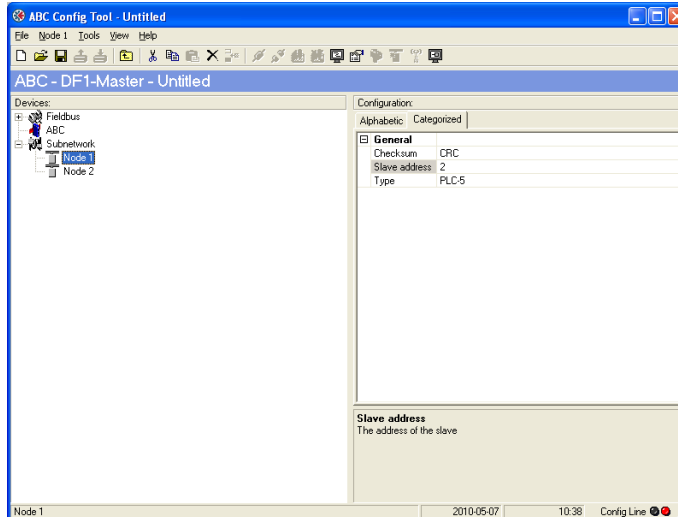 ABC Config Tool - Untitled
File Node 1 Tools View Help
ABC - DF1-Master - Untitled
Devices:
Fieldbus
ABC
Subnetwork
Node 1
Node 2
Configuration:
Alphabetic Categorized
General
Checksum CRC
Slave address 2
Type PLC-5
Slave address
The address of the slave
Node 1 2010-05-07 10:38 Config Line